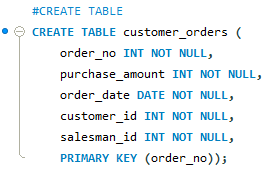 #CREATE TABLE
CREATE TABLE customer_orders (
order_no INT NOT NULL,
purchase_amount INT NOT NULL,
order_date DATE NOT NULL,
customer_id INT NOT NULL,
salesman_id INT NOT NULL,
PRIMARY KEY (order_no));